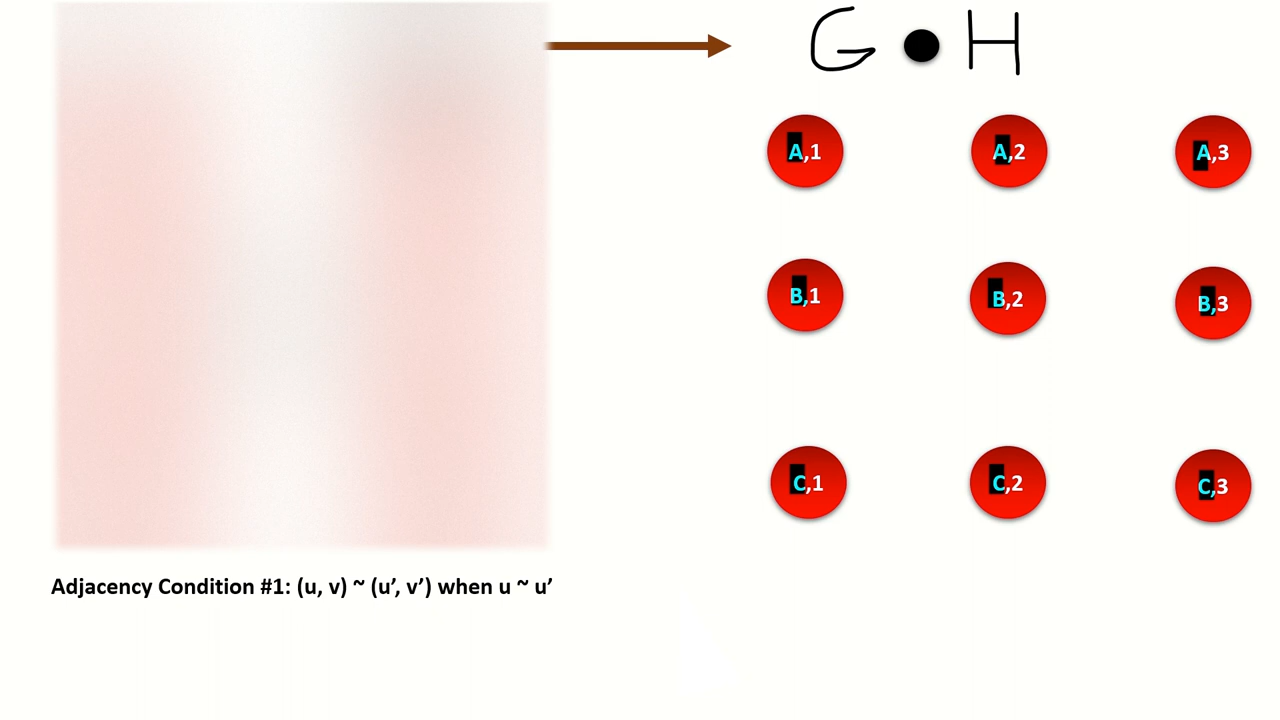 G • H
A,1 A,2 A,3
B,1 B,2 B,3
C,1 C,2 C,3
Adjacency Condition #1: (u, v) ~ (u’, v’) when u ~ u’